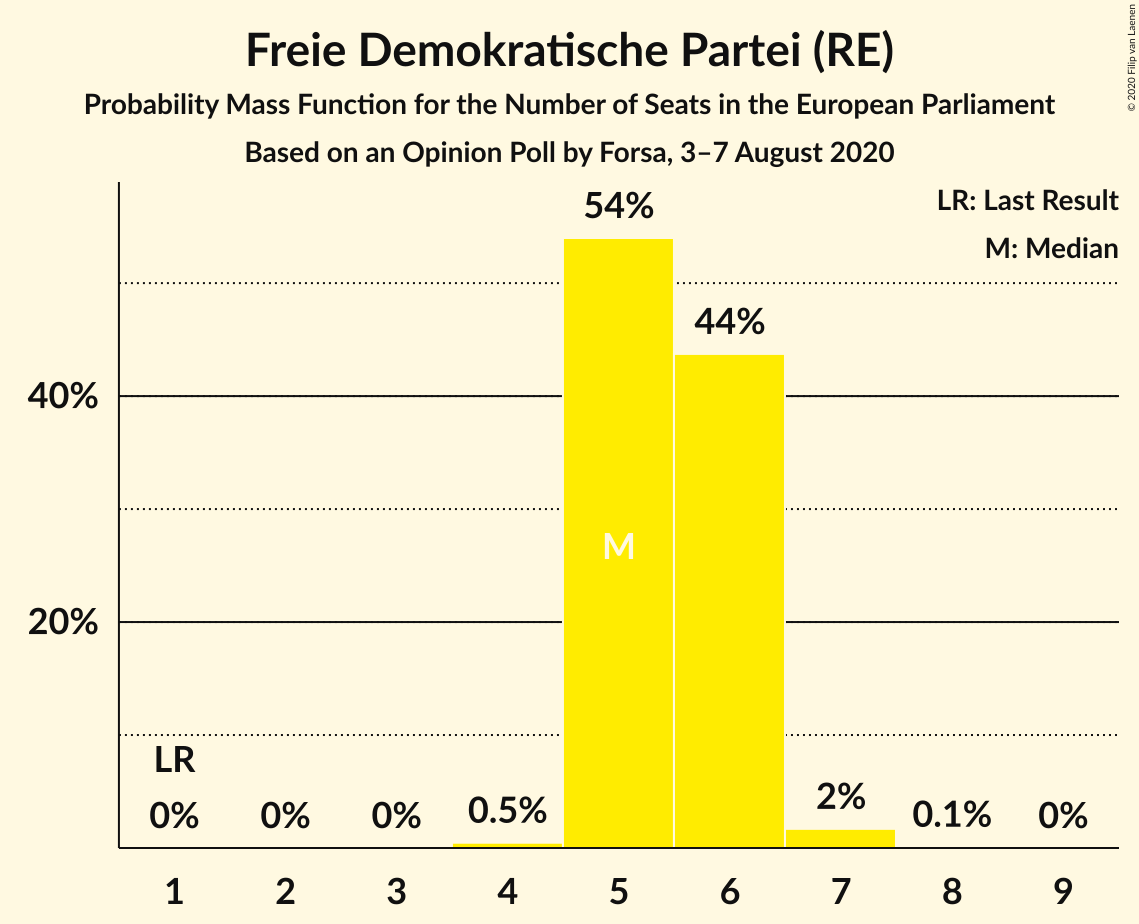 Freie Demokratische Partei (RE)
Probability Mass Function for the Number of Seats in the European Parliament
Based on an Opinion Poll by Forsa, 3–7 August 2020
© 2020 Filip van Laenen
LR: Last Result
M: Median
54%
44%
40%
M
20%
LR
0% 0% 0% 0.5% 2% 0.1% 0%
1 2 3 4 5 6 7 8 9